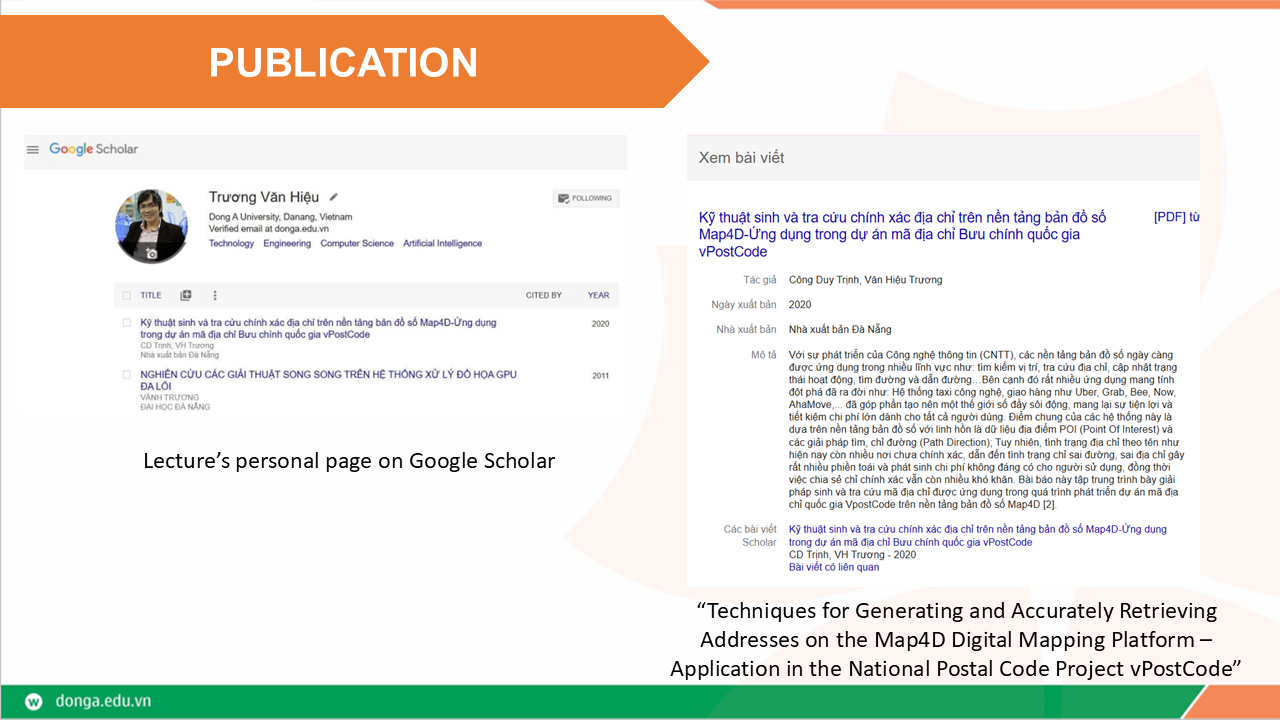 PUBLICATION
Google Scholar
Trương Văn Hiệu
FOLLOWING
Dong A University, Danang, Vietnam
Verified email at donga.edu.vn
Technology Engineering Computer Science Artificial Intelligence
TITLE CITED BY YEAR
Kỹ thuật sinh và tra cứu chính xác địa chỉ trên nền tảng bản đồ số Map4D-Ứng dụng 2020
trong dự án mã địa chỉ Bưu chính quốc gia vPostCode
CD Trịnh, VH Trương
Nhà xuất bản Đà Nẵng
NGHIÊN CỨU CÁC GIẢI THUẬT SONG SONG TRÊN HỆ THỐNG XỬ LÝ ĐỒ HỌA GPU 2011
ĐA LÕI
VĂNH TRƯƠNG
ĐẠI HỌC ĐÀ NẴNG
Lecture’s personal page on Google Scholar
Xem bài viết
Kỹ thuật sinh và tra cứu chính xác địa chỉ trên nền tảng bản đồ số [PDF] từ
Map4D-Ứng dụng trong dự án mã địa chỉ Bưu chính quốc gia
vPostCode
Tác giả Công Duy Trịnh, Văn Hiệu Trương
Ngày xuất bản 2020
Nhà xuất bản Nhà xuất bản Đà Nẵng
Mô tả Với sự phát triển của Công nghệ thông tin (CNTT), các nền tảng bản đồ số ngày càng
được ứng dụng trong nhiều lĩnh vực như: tìm kiếm vị trí, tra cứu địa chỉ, cập nhật trạng
thái hoạt động, tìm đường và dẫn đường…Bên cạnh đó rất nhiều ứng dụng mang tính
đột phá đã ra đời như: Hệ thống taxi công nghệ, giao hàng như Uber, Grab, Bee, Now,
AhaMove,... đã góp phần tạo nên một thế giới số đầy sôi động, mang lại sự tiện lợi và
tiết kiệm chi phí lớn dành cho tất cả người dùng. Điểm chung của các hệ thống này là
dựa trên nền tảng bản đồ số với linh hồn là dữ liệu địa điểm POI (Point Of Interest) và
các giải pháp tìm, chỉ đường (Path Direction); Tuy nhiên, tình trạng địa chỉ theo tên như
hiện nay còn nhiều nơi chưa chính xác, dẫn đến tình trạng chỉ sai đường, sai địa chỉ gây
rất nhiều phiền toái và phát sinh chi phí không đáng có cho người sử dụng, đồng thời
việc chia sẻ chỉ chính xác vẫn còn nhiều khó khăn. Bài báo này tập trung trình bày giải
pháp sinh và tra cứu mã địa chỉ được ứng dụng trong quá trình phát triển dự án mã địa
chỉ quốc gia VpostCode trên nền tảng bản đồ số Map4D [2].
Các bài viết Kỹ thuật sinh và tra cứu chính xác địa chỉ trên nền tảng bản đồ số Map4D-Ứng dụng
Scholar trong dự án mã địa chỉ Bưu chính quốc gia vPostCode
CD Trịnh, VH Trương - 2020
Bài viết có liên quan
“Techniques for Generating and Accurately Retrieving
Addresses on the Map4D Digital Mapping Platform –
Application in the National Postal Code Project vPostCode”
w donga.edu.vn